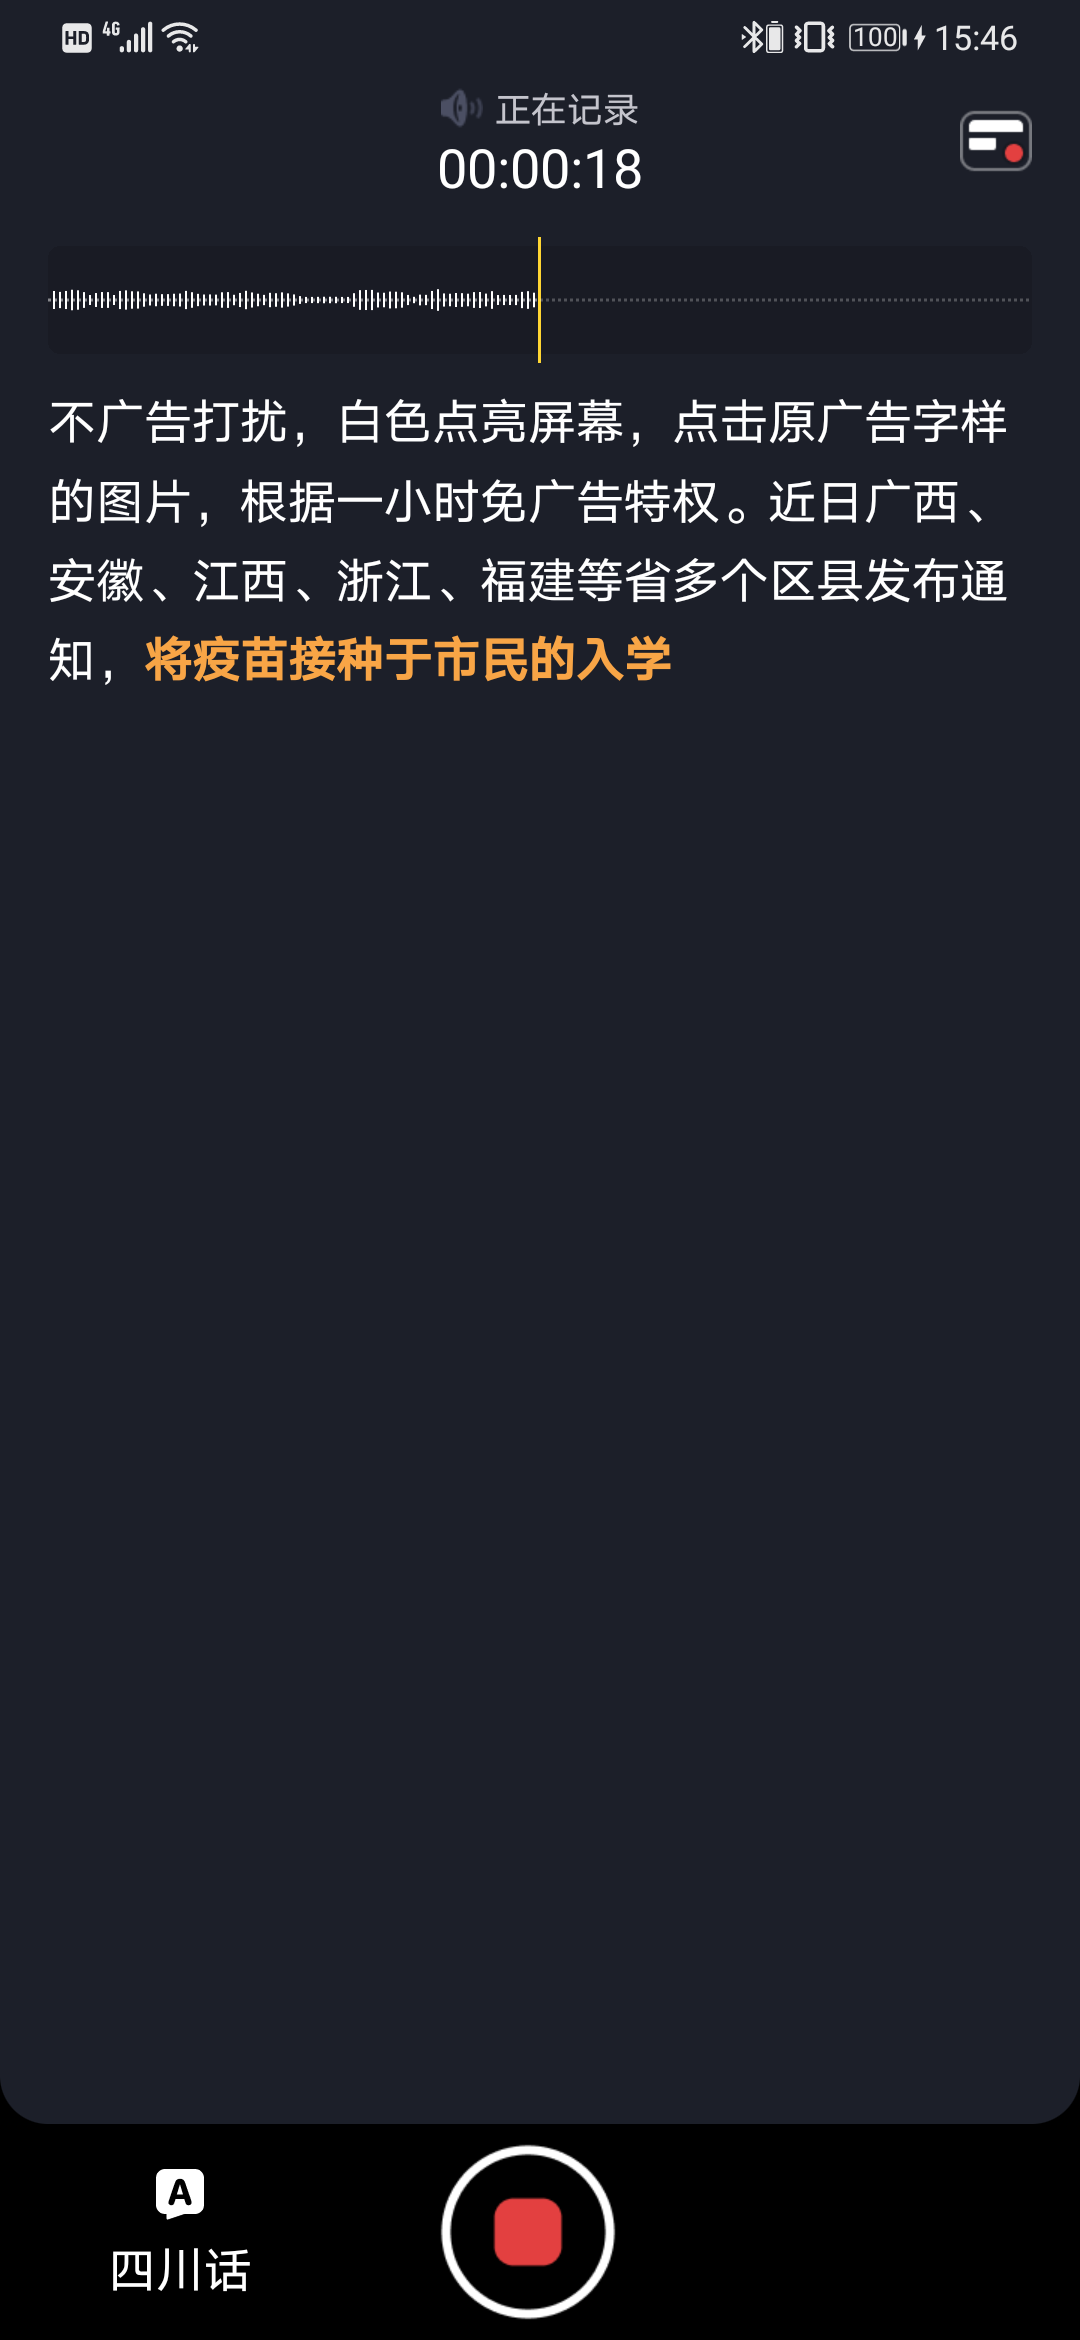 HD 4G 100 15:46
正在记录
00:00:18
不广告打扰，白色点亮屏幕，点击原广告字样
的图片，根据一小时免广告特权。近日广西、
安徽、江西、浙江、福建等省多个区县发布通
知，将疫苗接种于市民的入学
A
四川话